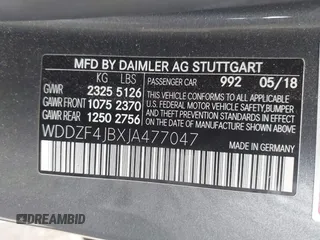 MFD BY DAIMLER AG STUTTGART
KG LBS PASSENGER CAR 992 05/18
GVWR 2325 5126 THIS VEHICLE CONFORMS TO ALL
GAWR FRONT 1075 2370 APPLICABLE U.S. FEDERAL MOTOR
GAWR REAR 1250 2756 VEHICLE SAFETY, BUMPER,
AND THEFT PREVENTION STANDARDS
IN EFFECT ON THE DATE OF
MANUFACTURE SHOWN ABOVE.
WDDZF4JBXJA477047
MADE IN GERMANY
DREAMBID